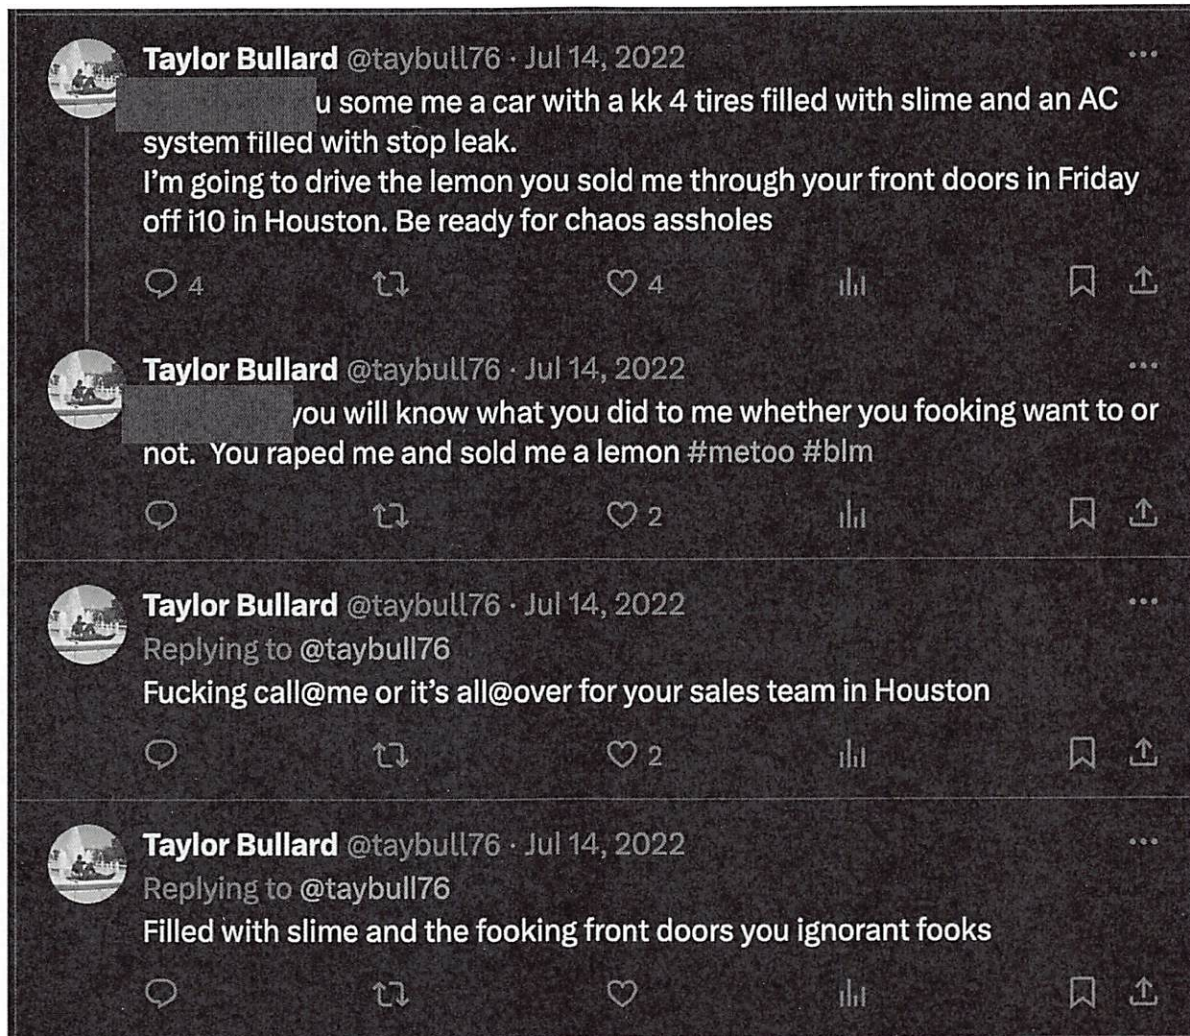 Taylor Bullard @taybull76 · Jul 14, 2022
u some me a car with a kk 4 tires filled with slime and an AC
system filled with stop leak.
I'm going to drive the lemon you sold me through your front doors in Friday
off i10 in Houston. Be ready for chaos assholes
4 4
Taylor Bullard @taybull76 · Jul 14, 2022
you will know what you did to me whether you fooking want to or
not. You raped me and sold me a lemon #metoo #blm
2
Taylor Bullard @taybull76 · Jul 14, 2022
Replying to @taybull76
Fucking call@me or it's all@over for your sales team in Houston
2
Taylor Bullard @taybull76 · Jul 14, 2022
Replying to @taybull76
Filled with slime and the fooking front doors you ignorant fooks